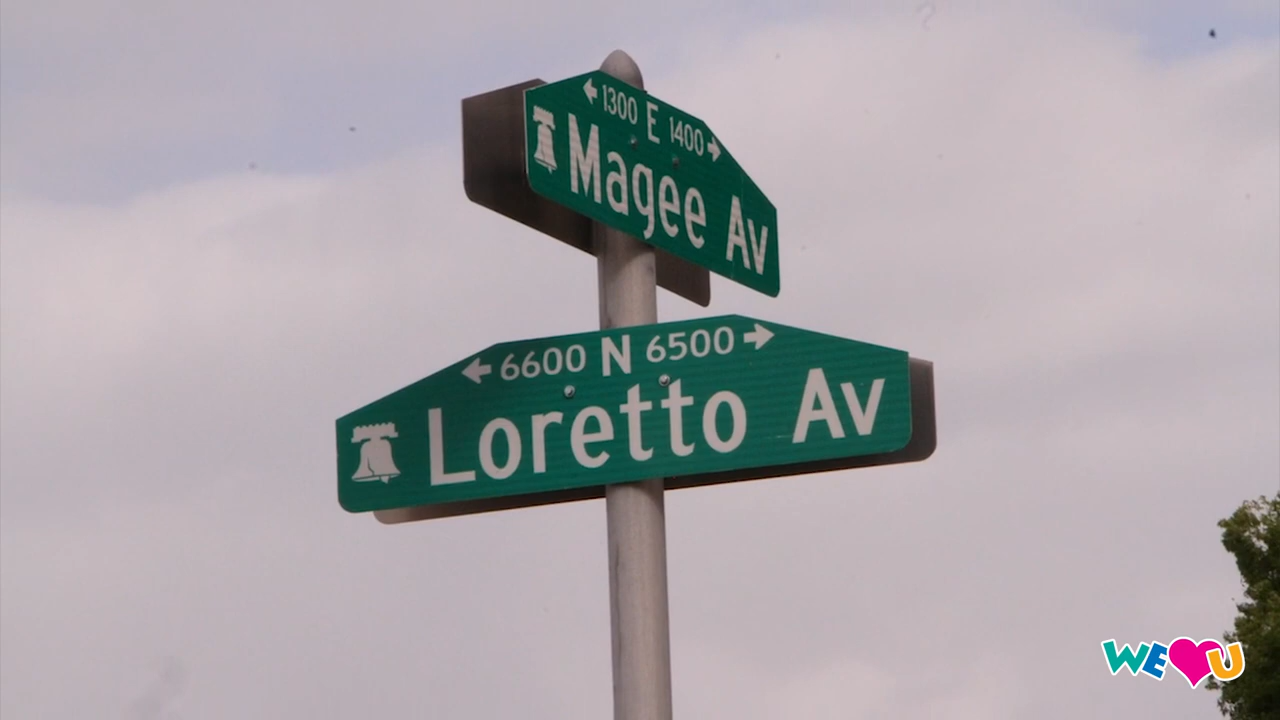 ← 1300 E 1400 →
Magee Av
← 6600 N 6500 →
Loretto Av
WE ♥ U